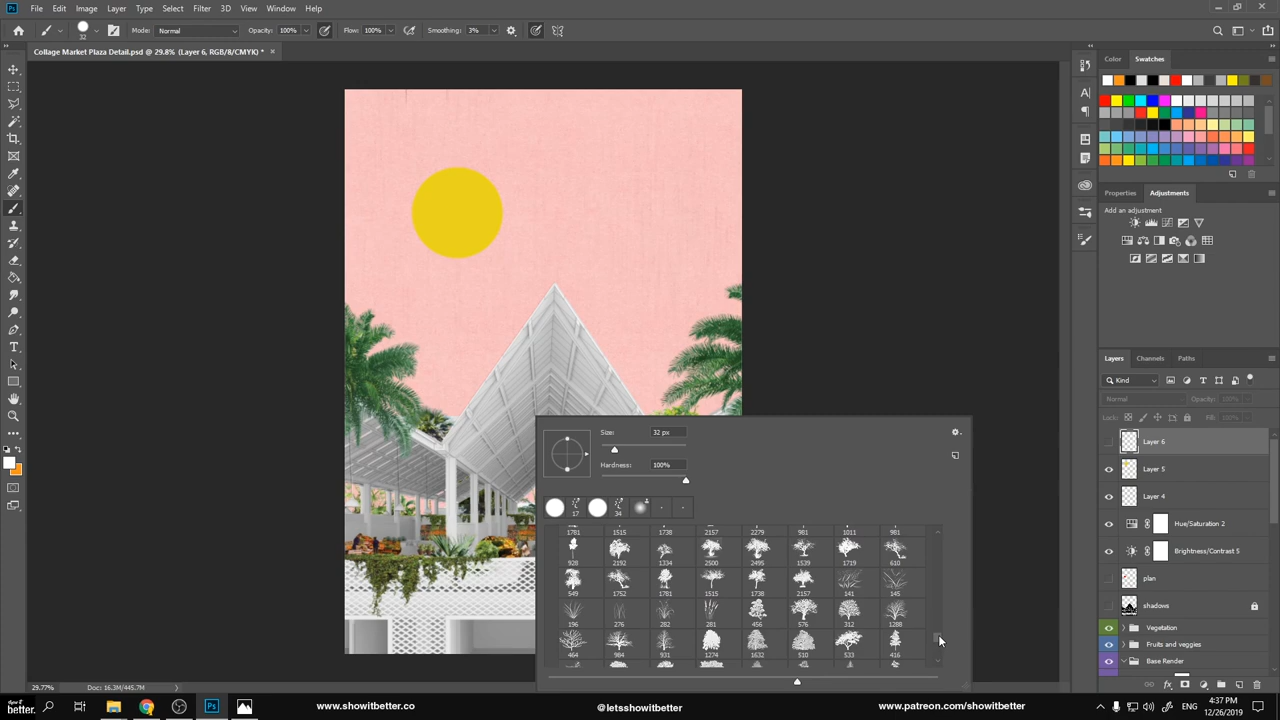 File Edit Image Layer Type Select Filter 3D View Window Help
32 Mode: Normal Opacity: 100% Flow: 100% Smoothing: 3%
Collage Market Plaza Detail.psd @ 29.8% (Layer 6, RGB/8/CMYK) *
Color Swatches
Properties Adjustments
Add an adjustment
Layers Channels Paths
Kind
Normal Opacity: 100%
Lock: Fill: 100%
Layer 6
Layer 5
Layer 4
Hue/Saturation 2
Brightness/Contrast 5
plan
shadows
Vegetation
Fruits and veggies
Base Render
Size: 32 px
Hardness: 100%
17 34
1781 1515 1738 2157 2279 981 1011 981
928 2192 1334 2500 2495 1539 1719 610
549 1752 1781 1515 1738 2157 141 145
196 276 282 281 456 576 312 1288
464 984 931 1274 1632 510 533 416
29.77% Doc: 16.3M/445.7M
better. www.showitbetter.co @letsshowitbetter www.patreon.com/showitbetter
4:37 PM
12/26/2019